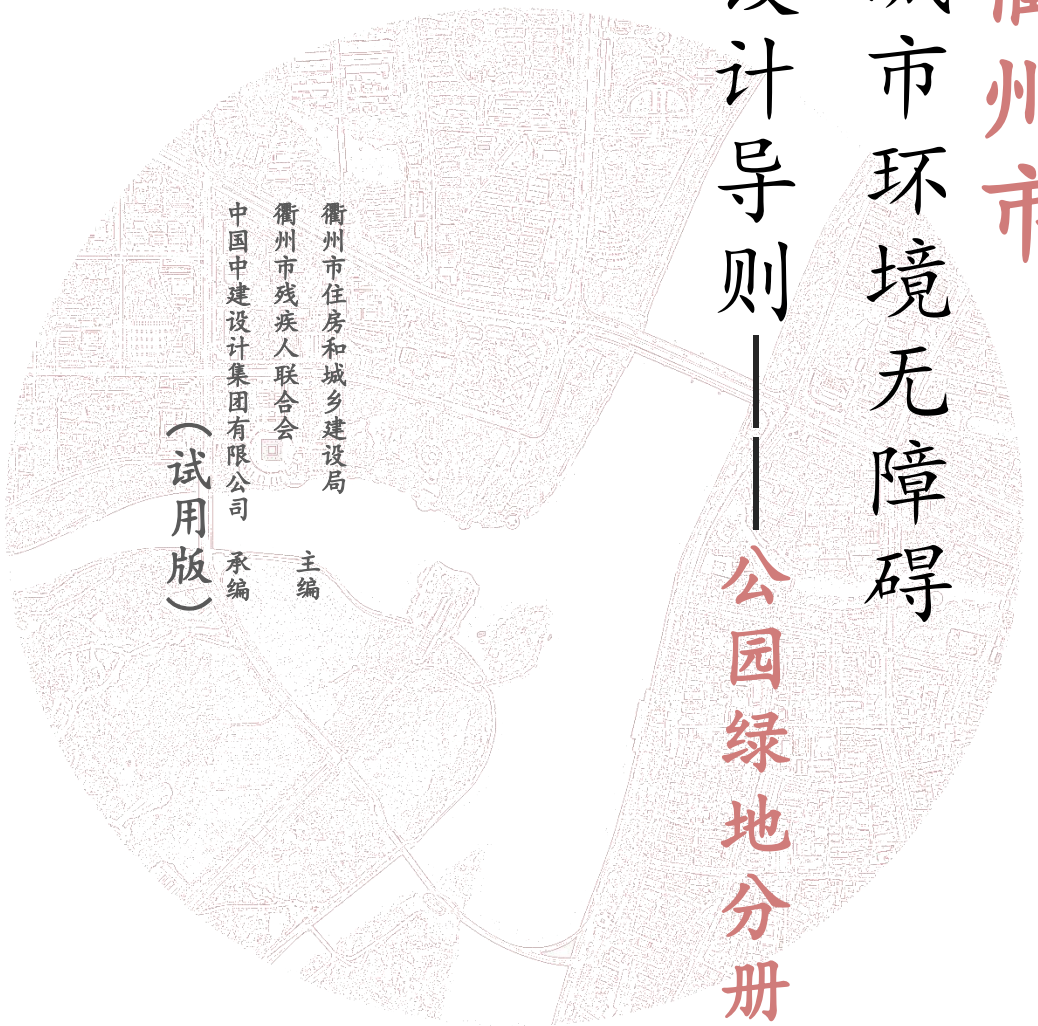 衢州市
城市环境无障碍
设计导则——公园绿地分册
衢州市住房和城乡建设局
衢州市残疾人联合会
主编
中国中建设计集团有限公司 承编
(试用版)